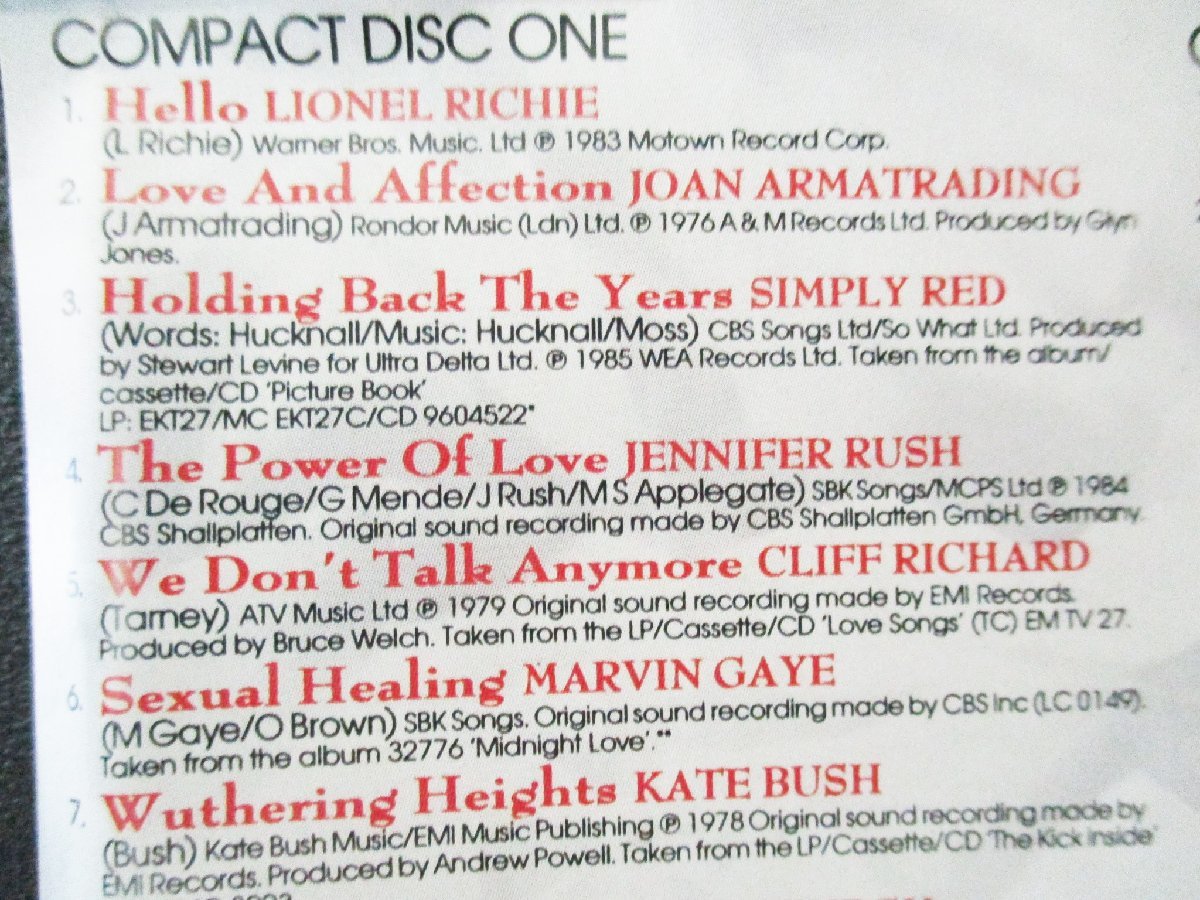 COMPACT DISC ONE
1. Hello LIONEL RICHIE
(L Richie) Warner Bros. Music. Ltd ℗ 1983 Motown Record Corp.
2. Love And Affection JOAN ARMATRADING
(J Armatrading) Rondor Music (Ldn) Ltd. ℗ 1976 A & M Records Ltd. Produced by Glyn
Jones.
3. Holding Back The Years SIMPLY RED
(Words: Hucknall/Music: Hucknall/Moss) CBS Songs Ltd/So What Ltd. Produced
by Stewart Levine for Ultra Delta Ltd. ℗ 1985 WEA Records Ltd. Taken from the album/
cassette/CD 'Picture Book'
LP: EKT27/MC EKT27C/CD 9604522*
4. The Power Of Love JENNIFER RUSH
(C De Rouge/G Mende/J Rush/M S Applegate) SBK Songs/MCPS Ltd ℗ 1984
CBS Shallplatten. Original sound recording made by CBS Shallplatten GmbH, Germany.
5. We Don't Talk Anymore CLIFF RICHARD
(Tarney) ATV Music Ltd ℗ 1979 Original sound recording made by EMI Records.
Produced by Bruce Welch. Taken from the LP/Cassette/CD 'Love Songs' (TC) EM TV 27.
6. Sexual Healing MARVIN GAYE
(M Gaye/O Brown) SBK Songs. Original sound recording made by CBS Inc (LC 0149).
Taken from the album 32776 'Midnight Love'.**
7. Wuthering Heights KATE BUSH
(Bush) Kate Bush Music/EMI Music Publishing ℗ 1978 Original sound recording made by
EMI Records. Produced by Andrew Powell. Taken from the LP/Cassette/CD 'The Kick inside'